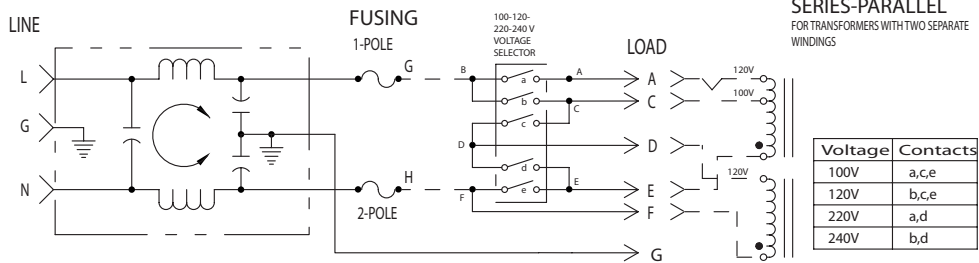 SERIES-PARALLEL
FOR TRANSFORMERS WITH TWO SEPARATE
WINDINGS
LINE
FUSING
1-POLE
100-120-
220-240 V
VOLTAGE
SELECTOR
LOAD
L
G
B
a
A
A
120V
b
C
C
100V
c
G
D
D
d
120V
N
H
F
e
E
E
2-POLE
F
G
Voltage Contacts
100V a,c,e
120V b,c,e
220V a,d
240V b,d